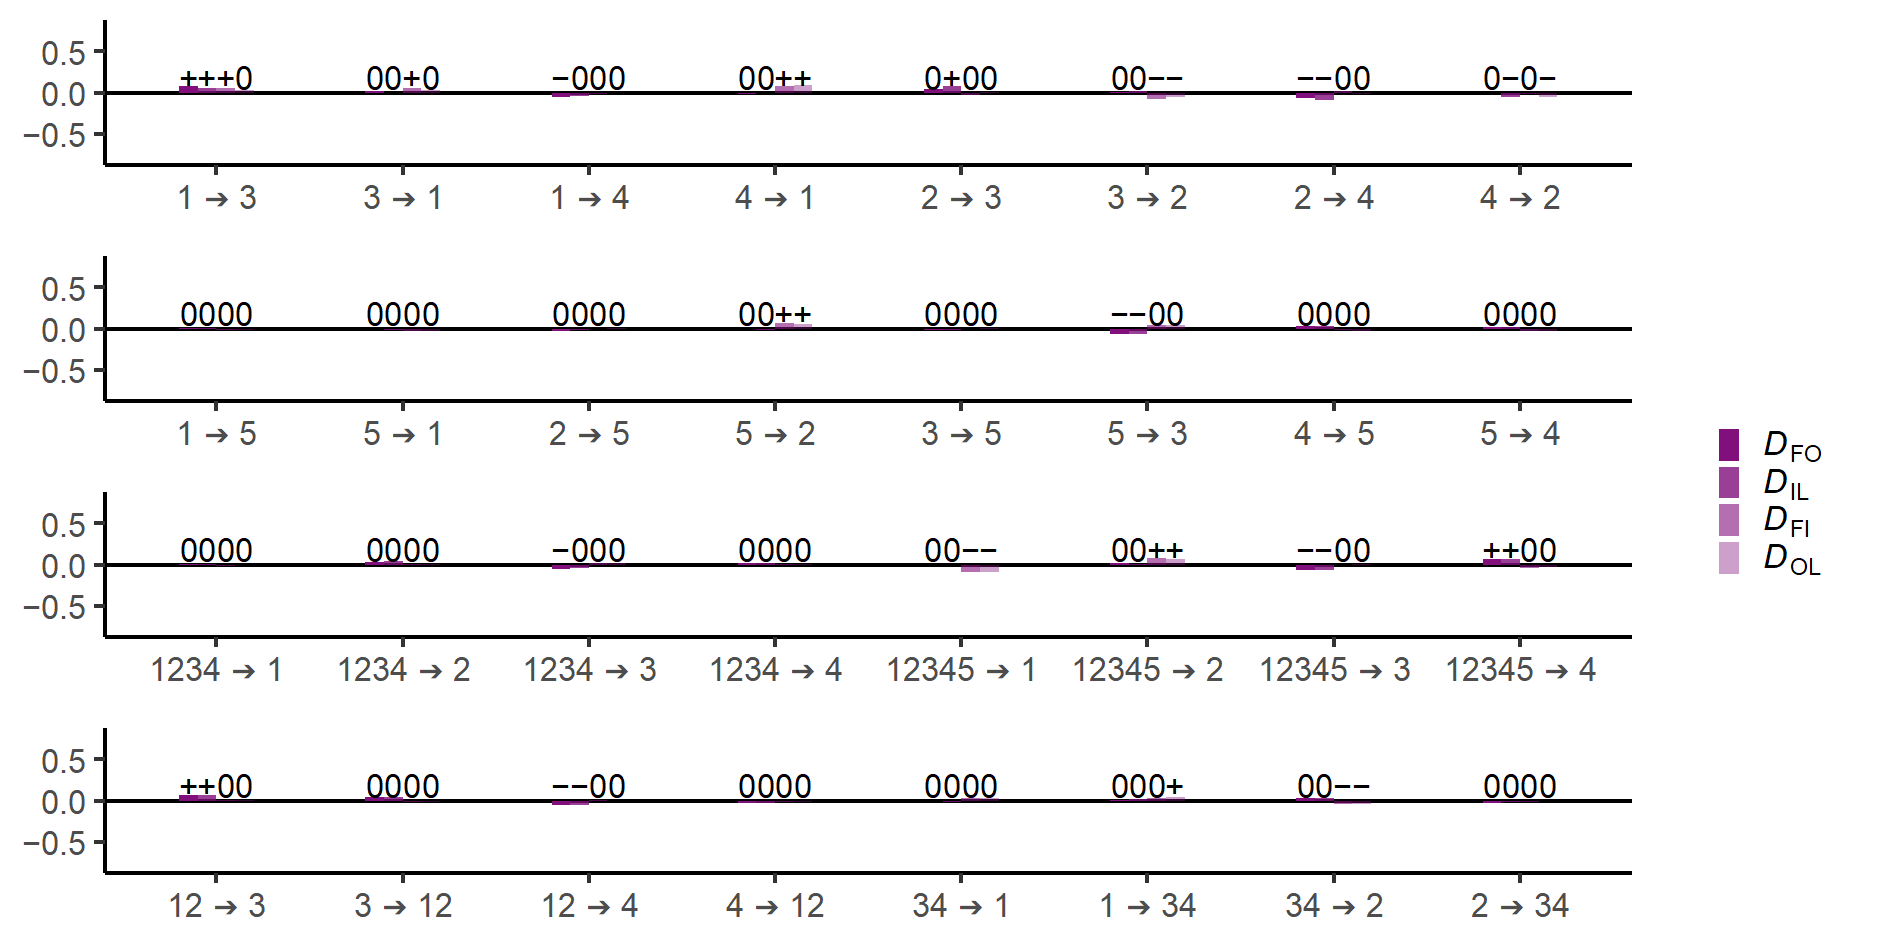 0.5
+++0 00+0 −000 00++ 0+00 00−− −−00 0−0−
0.0
−0.5
1 → 3 3 → 1 1 → 4 4 → 1 2 → 3 3 → 2 2 → 4 4 → 2
0.5
0000 0000 0000 00++ 0000 −−00 0000 0000
0.0
−0.5
1 → 5 5 → 1 2 → 5 5 → 2 3 → 5 5 → 3 4 → 5 5 → 4
D FO
D IL
D FI
D OL
0.5
0000 0000 −000 0000 00−− 00++ −−00 ++00
0.0
−0.5
1234 → 1 1234 → 2 1234 → 3 1234 → 4 12345 → 1 12345 → 2 12345 → 3 12345 → 4
0.5
++00 0000 −−00 0000 0000 000+ 00−− 0000
0.0
−0.5
12 → 3 3 → 12 12 → 4 4 → 12 34 → 1 1 → 34 34 → 2 2 → 34